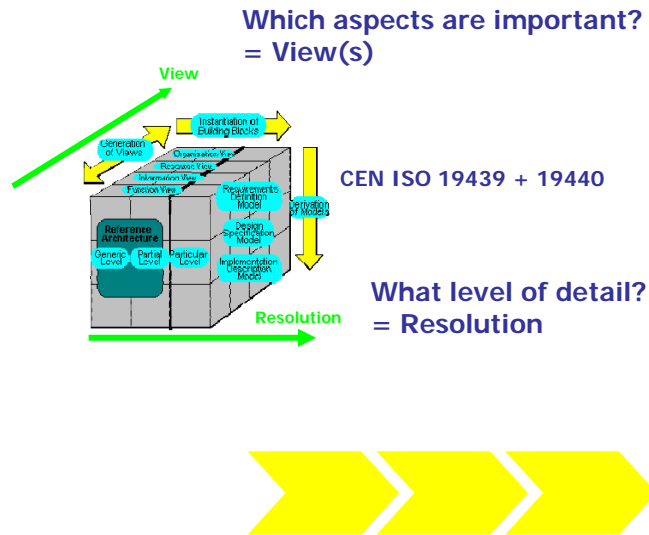 Which aspects are important?
= View(s)
View
Instantiation of
Building Blocks
Generation
of Views
Organisation View
Resource View
Information View
Function View
CEN ISO 19439 + 19440
Requirements
Definition
Model
Derivation
of Models
Reference
Architecture
Design
Specification
Model
Generic
Level
Partial
Level
Particular
Level
Implementation
Description
Model
What level of detail?
= Resolution
Resolution